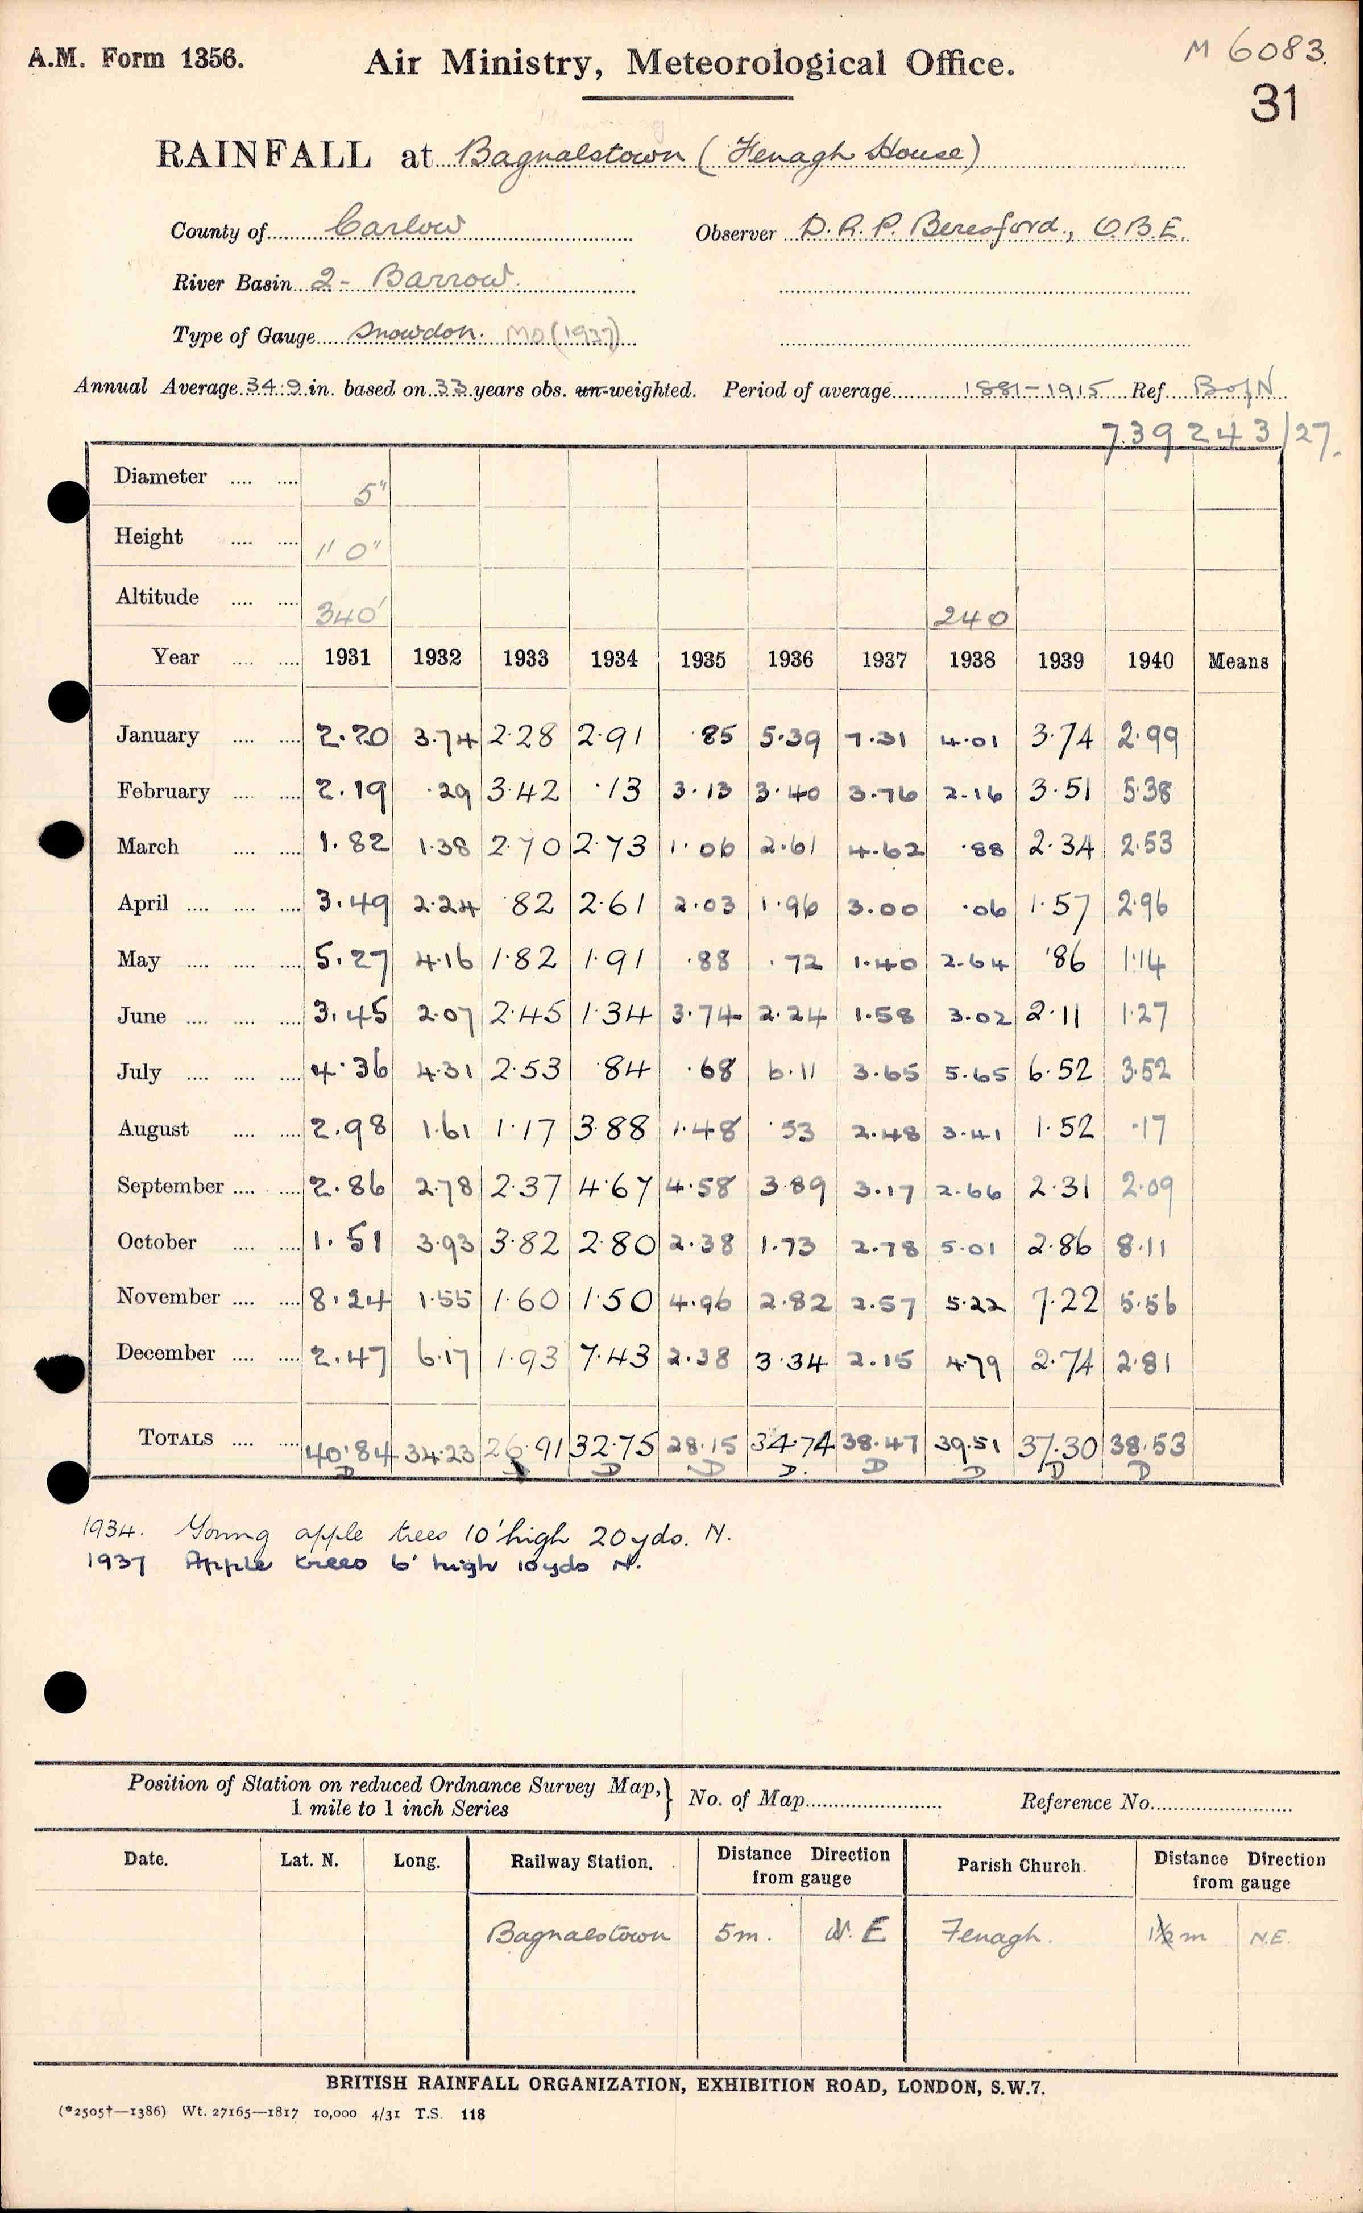 A.M. Form 1356. Air Ministry, Meteorological Office. M 6083.
31
RAINFALL at Bagnalstown (Fenagh House)
County of Carlow Observer D. R. P. Beresford, O.B.E.
River Basin 2 - Barrow.
Type of Gauge Snowdon. MO (1937)
Annual Average 34.9 in. based on 33 years obs. un-weighted. Period of average 1881-1915 Ref. B of N
739243/27.
Diameter 5"
Height 1' 0"
Altitude 340' 240
Year 1931 1932 1933 1934 1935 1936 1937 1938 1939 1940 Means
January 2.20 3.74 2.28 2.91 .85 5.39 7.31 4.01 3.74 2.99
February 2.19 .29 3.42 .13 3.13 3.40 3.76 2.16 3.51 5.38
March 1.82 1.38 2.70 2.73 1.06 2.61 4.62 .88 2.34 2.53
April 3.49 2.24 .82 2.61 2.03 1.96 3.00 .06 1.57 2.96
May 5.27 4.16 1.82 1.91 .88 .72 1.40 2.64 .86 1.14
June 3.45 2.07 2.45 1.34 3.74 2.24 1.58 3.02 2.11 1.27
July 4.36 4.31 2.53 .84 .68 6.11 3.65 5.65 6.52 3.52
August 2.98 1.61 1.17 3.88 1.48 .53 2.48 3.41 1.52 .17
September 2.86 2.78 2.37 4.67 4.58 3.89 3.17 2.66 2.31 2.09
October 1.51 3.93 3.82 2.80 2.38 1.73 2.78 5.01 2.86 8.11
November 8.24 1.55 1.60 1.50 4.96 2.82 2.57 5.22 7.22 5.56
December 2.47 6.17 1.93 7.43 2.38 3.34 2.15 4.79 2.74 2.81
TOTALS 40.84 34.23 26.91 32.75 28.15 34.74 38.47 39.51 37.30 38.53
D D D D D D D D
1934. Young apple trees 10' high 20 yds. N.
1937 Apple trees 6' high 10 yds N.
Position of Station on reduced Ordnance Survey Map, 1 mile to 1 inch Series } No. of Map Reference No.
Date. Lat. N. Long. Railway Station. Distance Direction from gauge Parish Church. Distance Direction from gauge
Bagnalstown 5 m. N. E Fenagh. m N.E.
BRITISH RAINFALL ORGANIZATION, EXHIBITION ROAD, LONDON, S.W.7.
(*2505†—1386) Wt. 27165—1817 10,000 4/31 T.S. 118